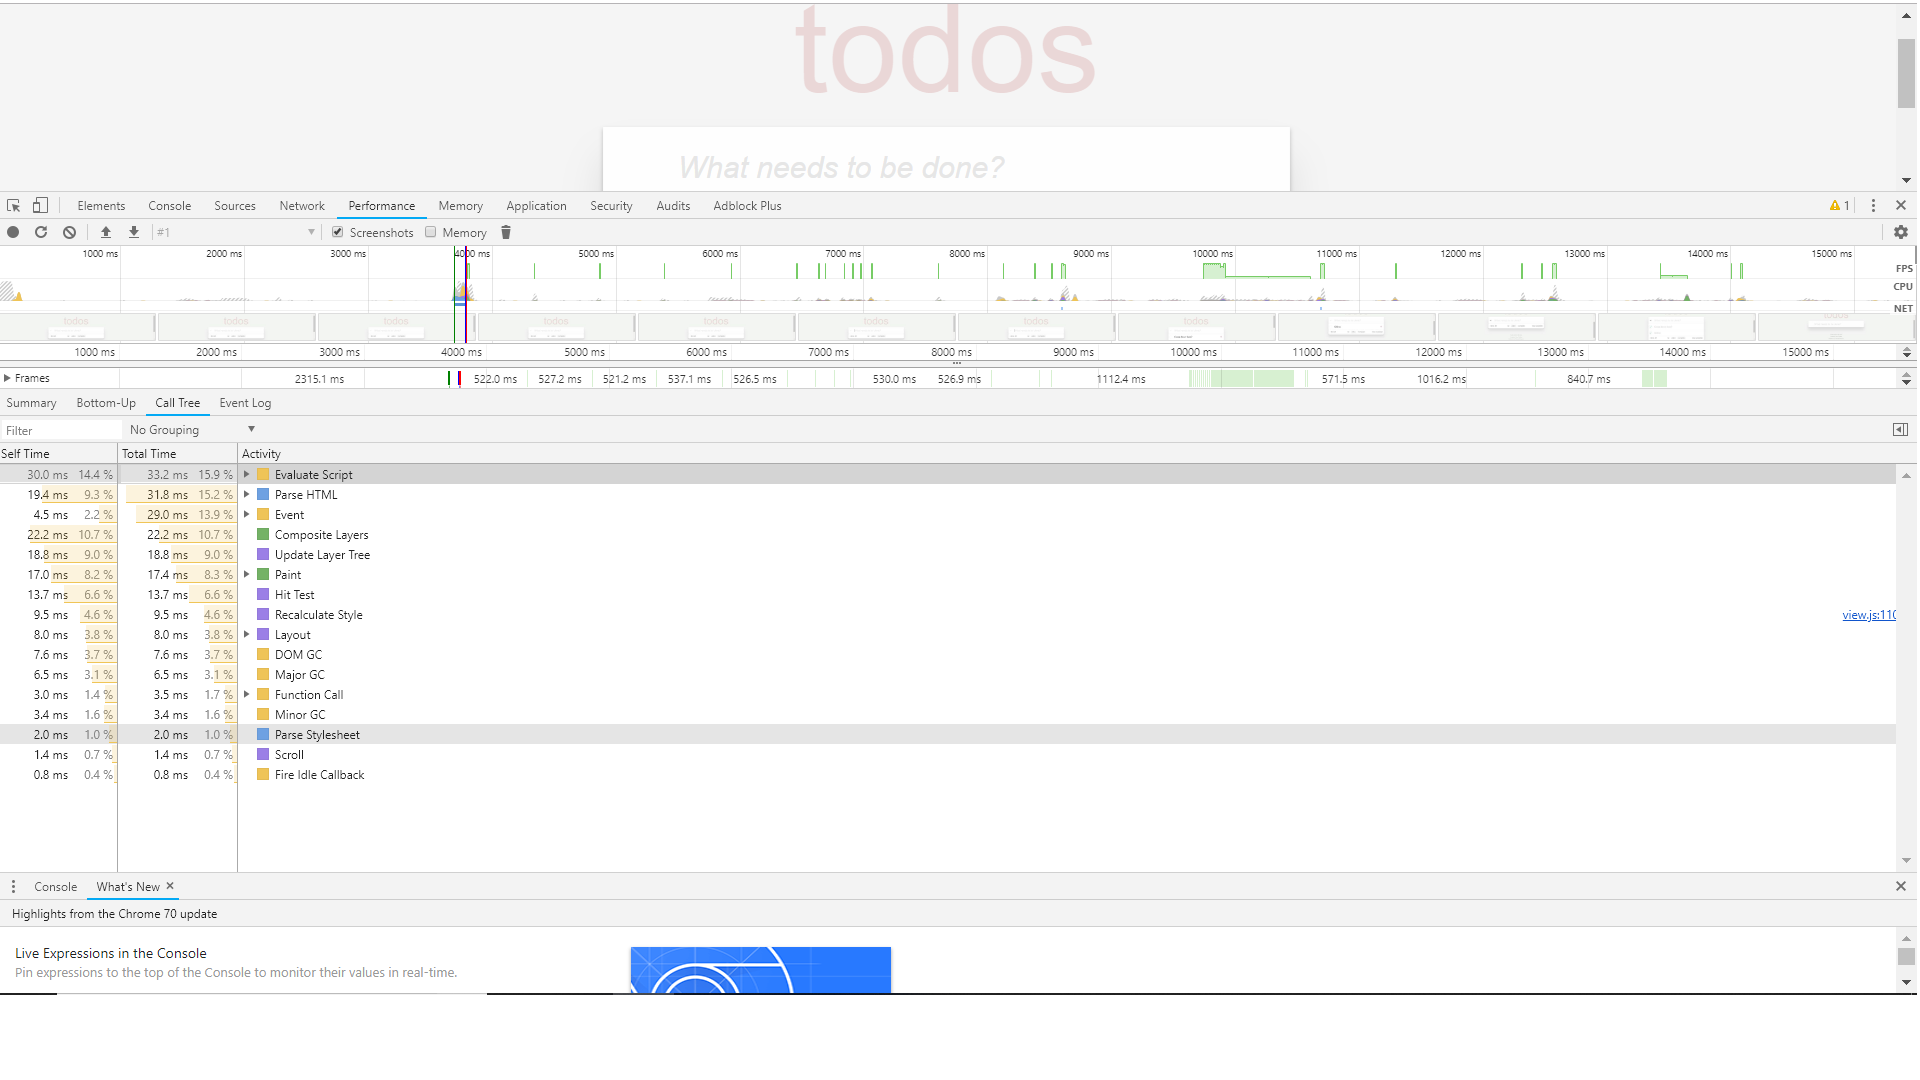 todos
What needs to be done?
Elements Console Sources Network Performance Memory Application Security Audits Adblock Plus 1
#1 Screenshots Memory
1000 ms 2000 ms 3000 ms 4000 ms 5000 ms 6000 ms 7000 ms 8000 ms 9000 ms 10000 ms 11000 ms 12000 ms 13000 ms 14000 ms 15000 ms
FPS
CPU
NET
todos todos todos todos todos todos todos todos
1000 ms 2000 ms 3000 ms 4000 ms 5000 ms 6000 ms 7000 ms 8000 ms 9000 ms 10000 ms 11000 ms 12000 ms 13000 ms 14000 ms 15000 ms
Frames 2315.1 ms 522.0 ms 527.2 ms 521.2 ms 537.1 ms 526.5 ms 530.0 ms 526.9 ms 1112.4 ms 571.5 ms 1016.2 ms 840.7 ms
Summary Bottom-Up Call Tree Event Log
Filter No Grouping
Self Time Total Time Activity
30.0 ms 14.4 % 33.2 ms 15.9 % Evaluate Script
19.4 ms 9.3 % 31.8 ms 15.2 % Parse HTML
4.5 ms 2.2 % 29.0 ms 13.9 % Event
22.2 ms 10.7 % 22.2 ms 10.7 % Composite Layers
18.8 ms 9.0 % 18.8 ms 9.0 % Update Layer Tree
17.0 ms 8.2 % 17.4 ms 8.3 % Paint
13.7 ms 6.6 % 13.7 ms 6.6 % Hit Test
9.5 ms 4.6 % 9.5 ms 4.6 % Recalculate Style view.js:110
8.0 ms 3.8 % 8.0 ms 3.8 % Layout
7.6 ms 3.7 % 7.6 ms 3.7 % DOM GC
6.5 ms 3.1 % 6.5 ms 3.1 % Major GC
3.0 ms 1.4 % 3.5 ms 1.7 % Function Call
3.4 ms 1.6 % 3.4 ms 1.6 % Minor GC
2.0 ms 1.0 % 2.0 ms 1.0 % Parse Stylesheet
1.4 ms 0.7 % 1.4 ms 0.7 % Scroll
0.8 ms 0.4 % 0.8 ms 0.4 % Fire Idle Callback
Console What's New
Highlights from the Chrome 70 update
Live Expressions in the Console
Pin expressions to the top of the Console to monitor their values in real-time.